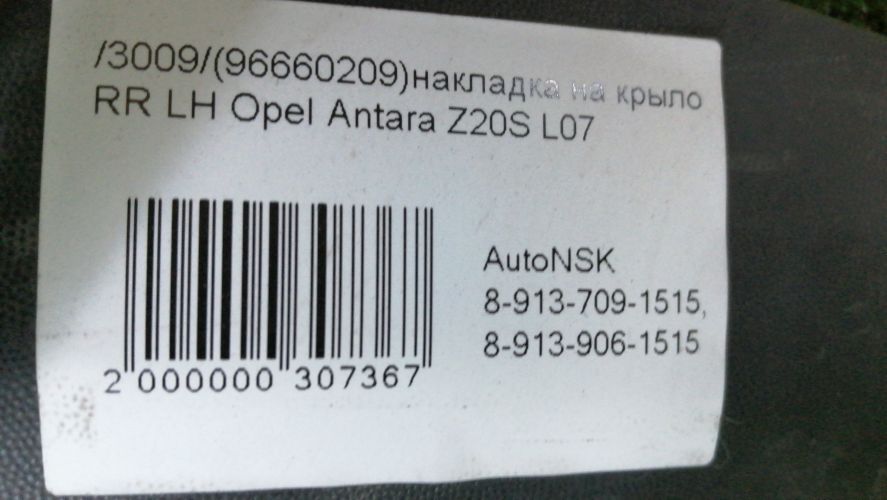 /3009/(96660209)накладка на крыло
RR LH Opel Antara Z20S L07
AutoNSK
8-913-709-1515,
8-913-906-1515
2 000000 307367